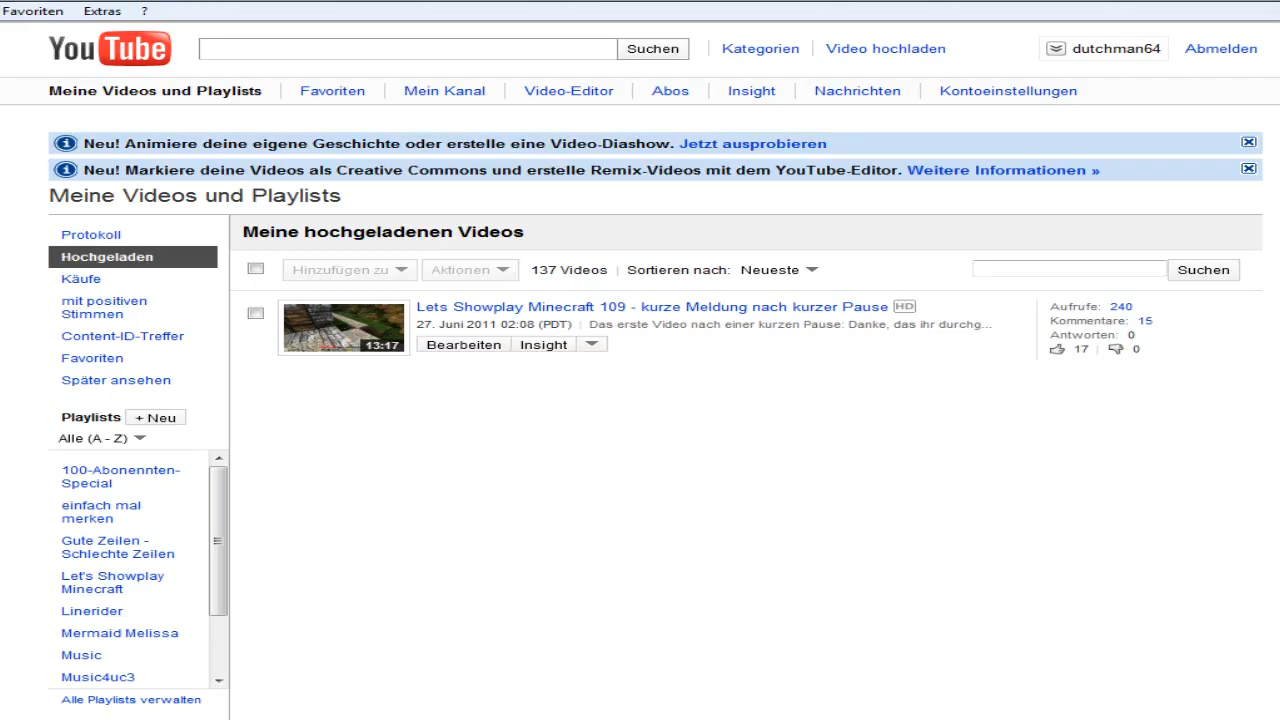 Favoriten Extras ?
YouTube Suchen Kategorien Video hochladen dutchman64 Abmelden
Meine Videos und Playlists Favoriten Mein Kanal Video-Editor Abos Insight Nachrichten Kontoeinstellungen
Neu! Animiere deine eigene Geschichte oder erstelle eine Video-Diashow. Jetzt ausprobieren
Neu! Markiere deine Videos als Creative Commons und erstelle Remix-Videos mit dem YouTube-Editor. Weitere Informationen »
Meine Videos und Playlists
Protokoll
Hochgeladen
Käufe
mit positiven
Stimmen
Content-ID-Treffer
Favoriten
Später ansehen
Playlists + Neu
Alle (A - Z)
100-Abonennten-
Special
einfach mal
merken
Gute Zeilen -
Schlechte Zeilen
Let's Showplay
Minecraft
Linerider
Mermaid Melissa
Music
Music4uc3
Alle Playlists verwalten
Meine hochgeladenen Videos
Hinzufügen zu Aktionen 137 Videos Sortieren nach: Neueste Suchen
13:17
Lets Showplay Minecraft 109 - kurze Meldung nach kurzer Pause HD
27. Juni 2011 02:08 (PDT) Das erste Video nach einer kurzen Pause: Danke, das ihr durchg...
Bearbeiten Insight
Aufrufe: 240
Kommentare: 15
Antworten: 0
17 0